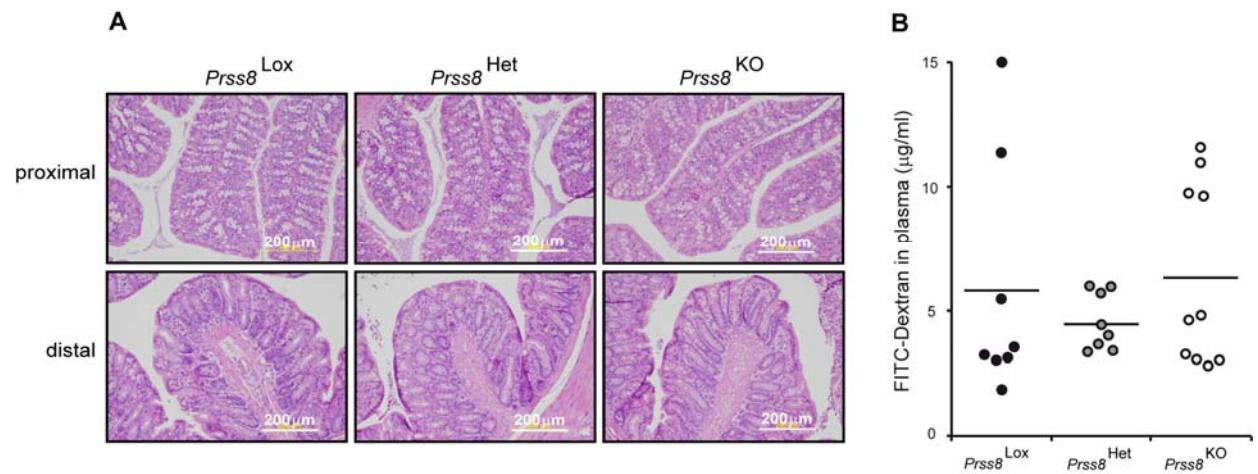 A
Prss8 Lox
Prss8 Het
Prss8 KO
proximal
200µm
200µm
200µm
distal
200µm
200µm
200µm
B
FITC-Dextran in plasma (µg/ml)
15
10
5
0
Prss8 Lox
Prss8 Het
Prss8 KO